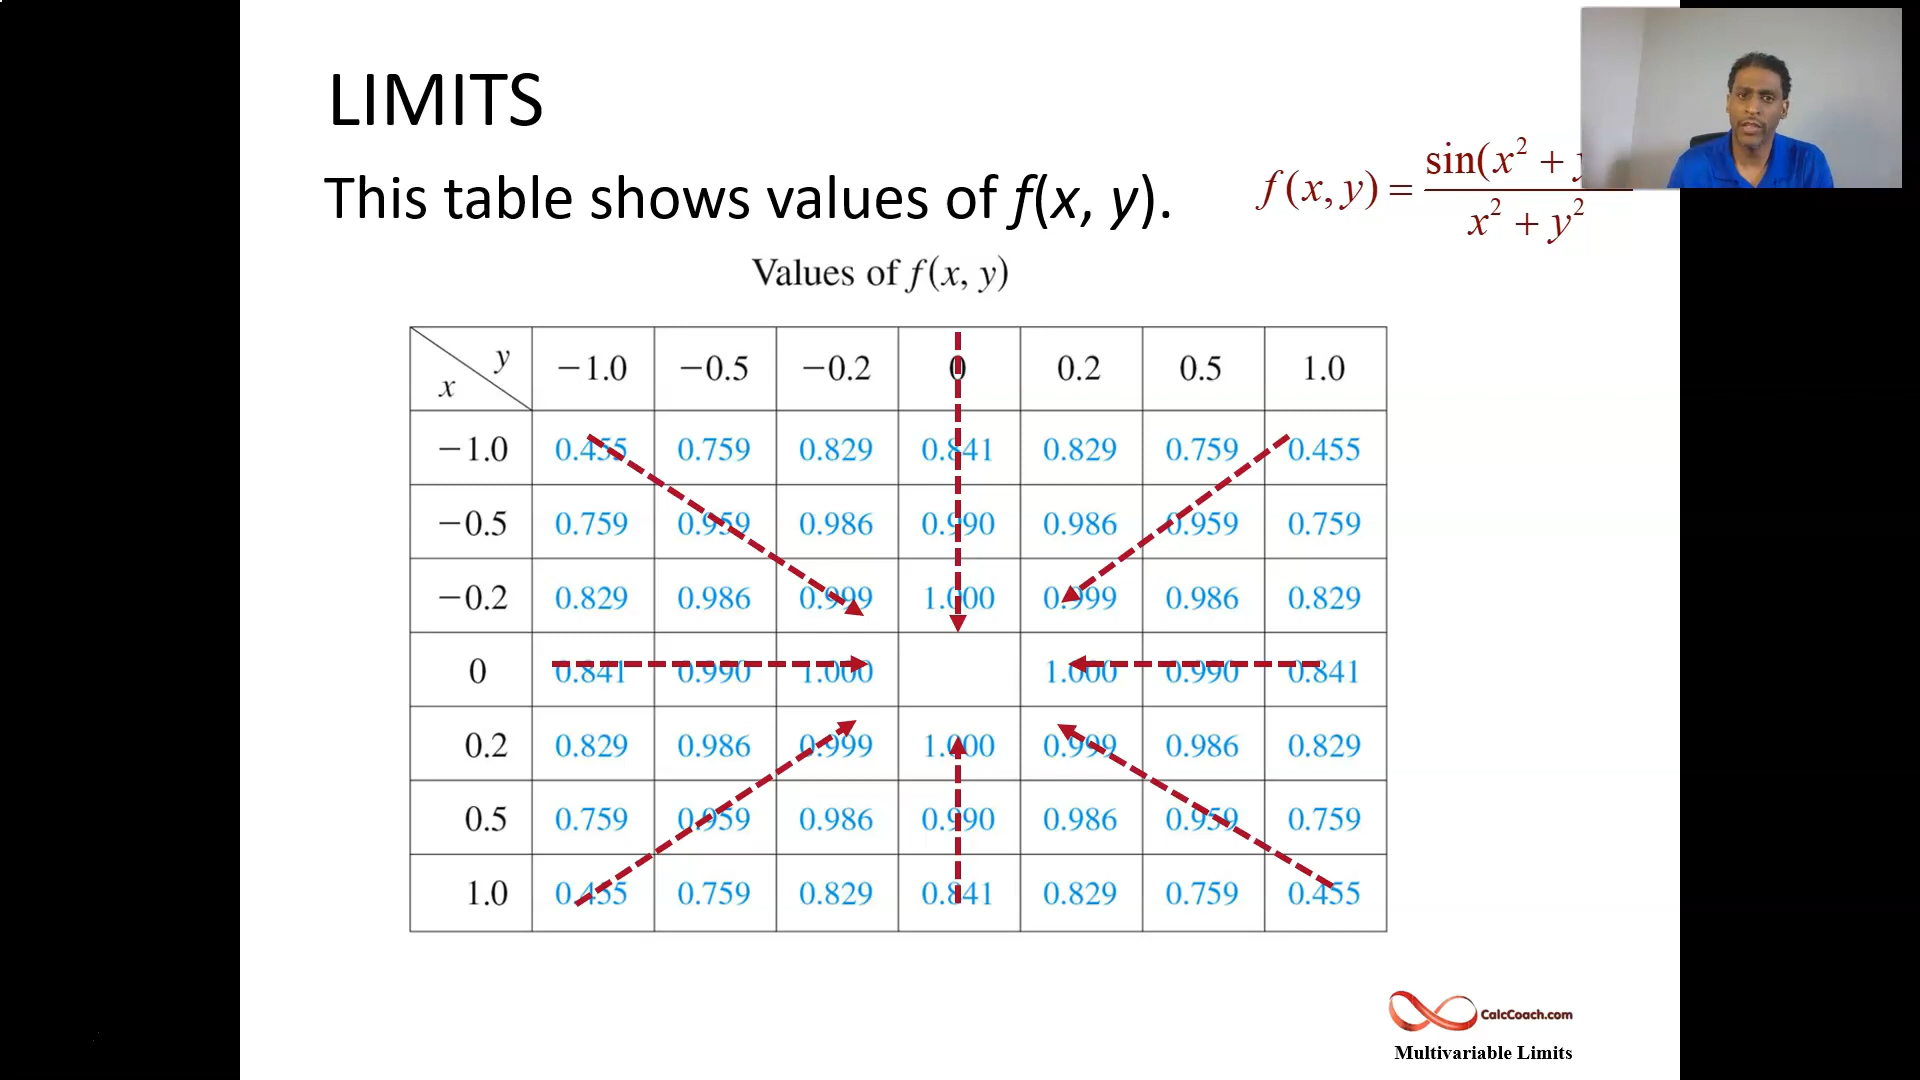 LIMITS
This table shows values of f(x, y).
f(x, y) = sin(x² + / x² + y²
Values of f(x, y)
x y −1.0 −0.5 −0.2 0 0.2 0.5 1.0
−1.0 0.455 0.759 0.829 0.841 0.829 0.759 0.455
−0.5 0.759 0.959 0.986 0.990 0.986 0.959 0.759
−0.2 0.829 0.986 0.999 1.000 0.999 0.986 0.829
0 0.841 0.990 1.000 1.000 0.990 0.841
0.2 0.829 0.986 0.999 1.000 0.999 0.986 0.829
0.5 0.759 0.959 0.986 0.990 0.986 0.959 0.759
1.0 0.455 0.759 0.829 0.841 0.829 0.759 0.455
CalcCoach.com
Multivariable Limits